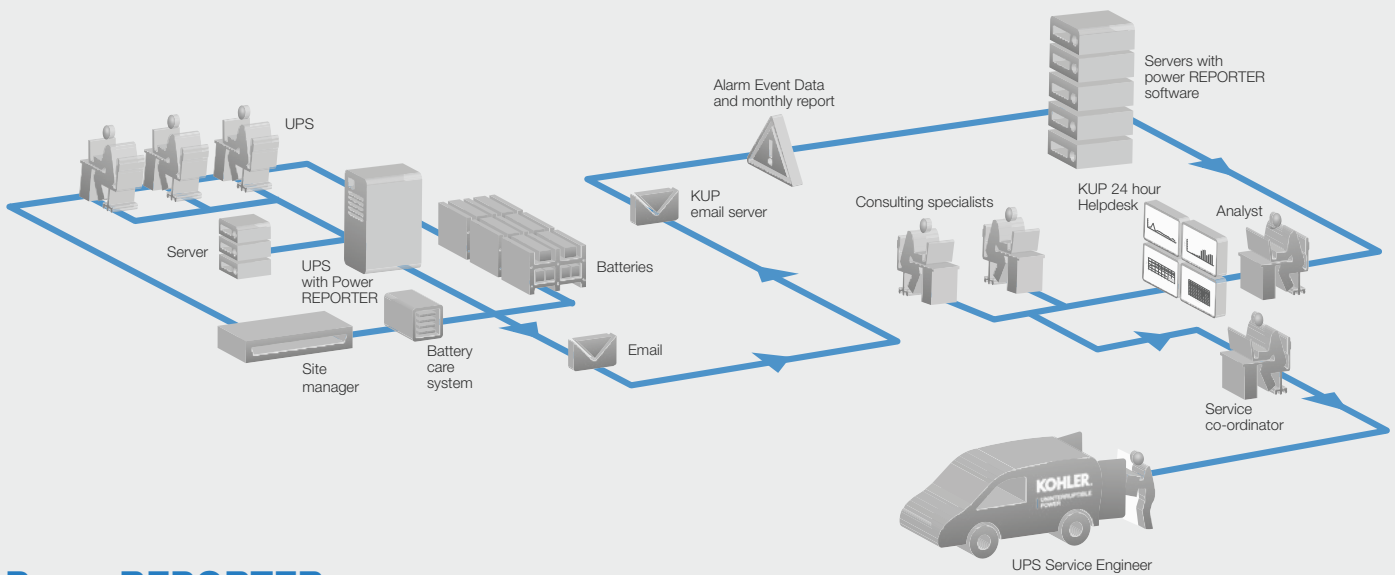 UPS
Server
UPS
with Power
REPORTER
Batteries
Site
manager
Battery
care
system
Email
KUP
email server
Alarm Event Data
and monthly report
Servers with
power REPORTER
software
KUP 24 hour
Helpdesk
Analyst
Consulting specialists
Service
co-ordinator
KOHLER.
UNINTERRUPTIBLE
POWER
UPS Service Engineer
Power REPORTER